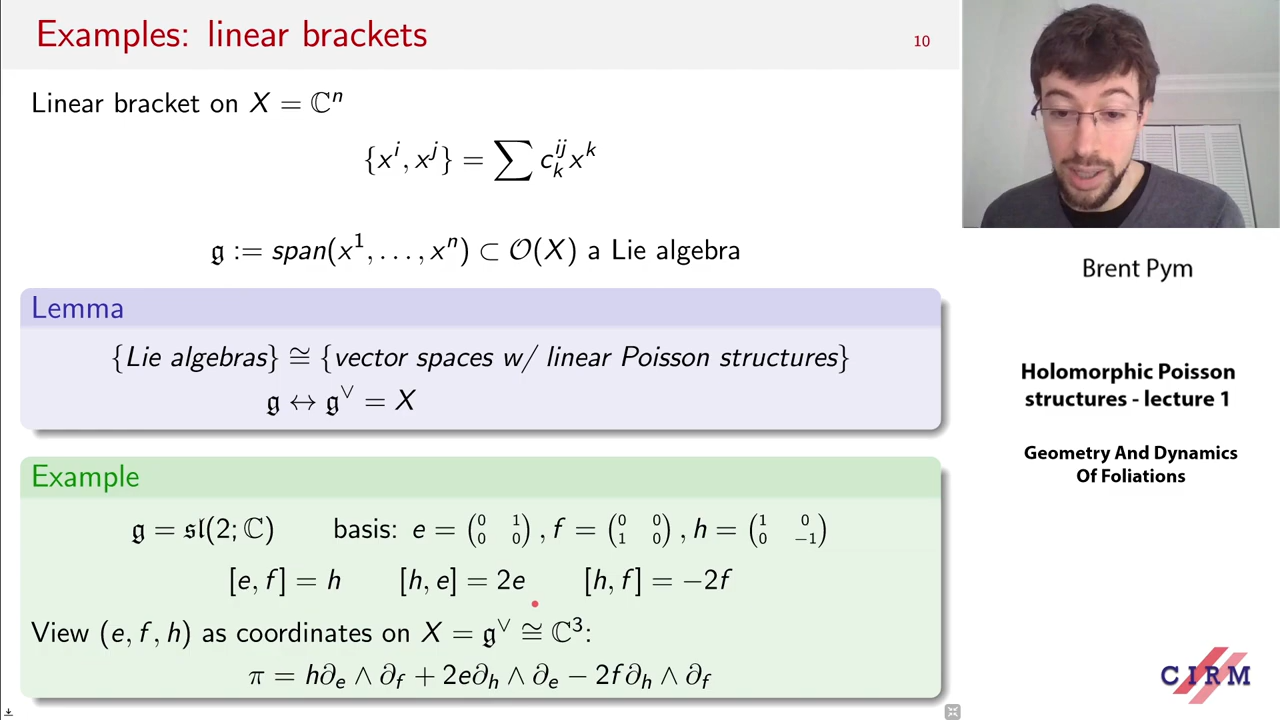 Examples: linear brackets
10
Linear bracket on X = ℂⁿ
{xⁱ, xʲ} = ∑ cᵢʲₖ xᵏ
𝔤 := span(x¹, . . . , xⁿ) ⊂ 𝒪(X) a Lie algebra
Lemma
{Lie algebras} ≅ {vector spaces w/ linear Poisson structures}
𝔤 ↔ 𝔤^∨ = X
Example
𝔤 = 𝔰𝔩(2; ℂ) basis: e = (0 1 0 0), f = (0 0 1 0), h = (1 0 0 −1)
[e, f] = h [h, e] = 2e [h, f] = −2f
View (e, f, h) as coordinates on X = 𝔤^∨ ≅ ℂ³:
π = h∂ₑ ∧ ∂_f + 2e∂ₕ ∧ ∂ₑ − 2f∂ₕ ∧ ∂_f
Brent Pym
Holomorphic Poisson
structures - lecture 1
Geometry And Dynamics
Of Foliations
CIRM